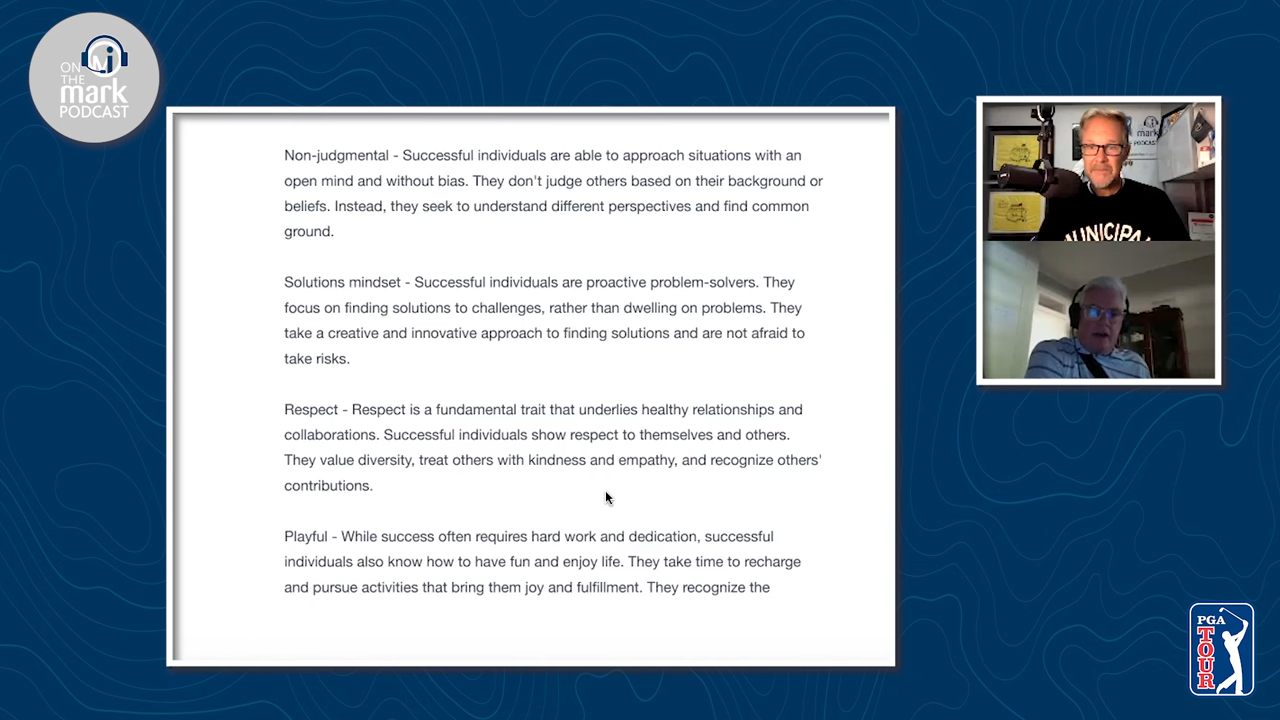 ON
THE
mark
PODCAST
Non-judgmental - Successful individuals are able to approach situations with an
open mind and without bias. They don't judge others based on their background or
beliefs. Instead, they seek to understand different perspectives and find common
ground.
Solutions mindset - Successful individuals are proactive problem-solvers. They
focus on finding solutions to challenges, rather than dwelling on problems. They
take a creative and innovative approach to finding solutions and are not afraid to
take risks.
Respect - Respect is a fundamental trait that underlies healthy relationships and
collaborations. Successful individuals show respect to themselves and others.
They value diversity, treat others with kindness and empathy, and recognize others'
contributions.
Playful - While success often requires hard work and dedication, successful
individuals also know how to have fun and enjoy life. They take time to recharge
and pursue activities that bring them joy and fulfillment. They recognize the
mark
MUNICIPAL
PGA
TOUR